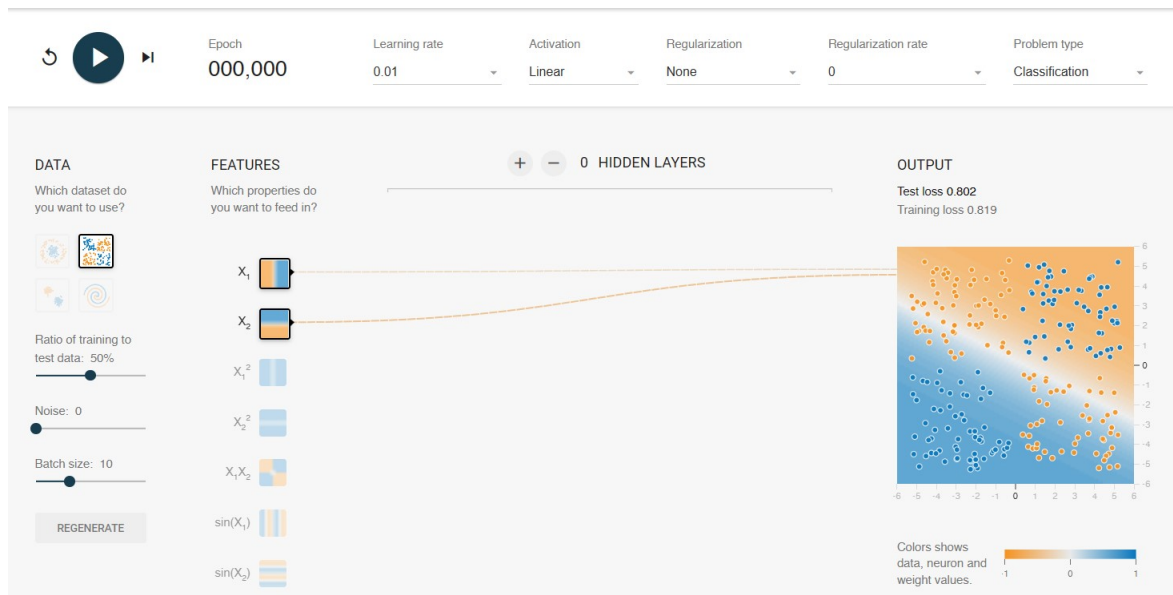 Epoch
000,000
Learning rate
0.01
Activation
Linear
Regularization
None
Regularization rate
0
Problem type
Classification
DATA
Which dataset do
you want to use?
Ratio of training to
test data: 50%
Noise: 0
Batch size: 10
REGENERATE
FEATURES
Which properties do
you want to feed in?
X1
X2
X1²
X2²
X1X2
sin(X1)
sin(X2)
+ − 0 HIDDEN LAYERS
OUTPUT
Test loss 0.802
Training loss 0.819
6
5
4
3
2
1
0
-1
-2
-3
-4
-5
-6
-6 -5 -4 -3 -2 -1 0 1 2 3 4 5 6
Colors shows
data, neuron and
weight values.
-1 0 1